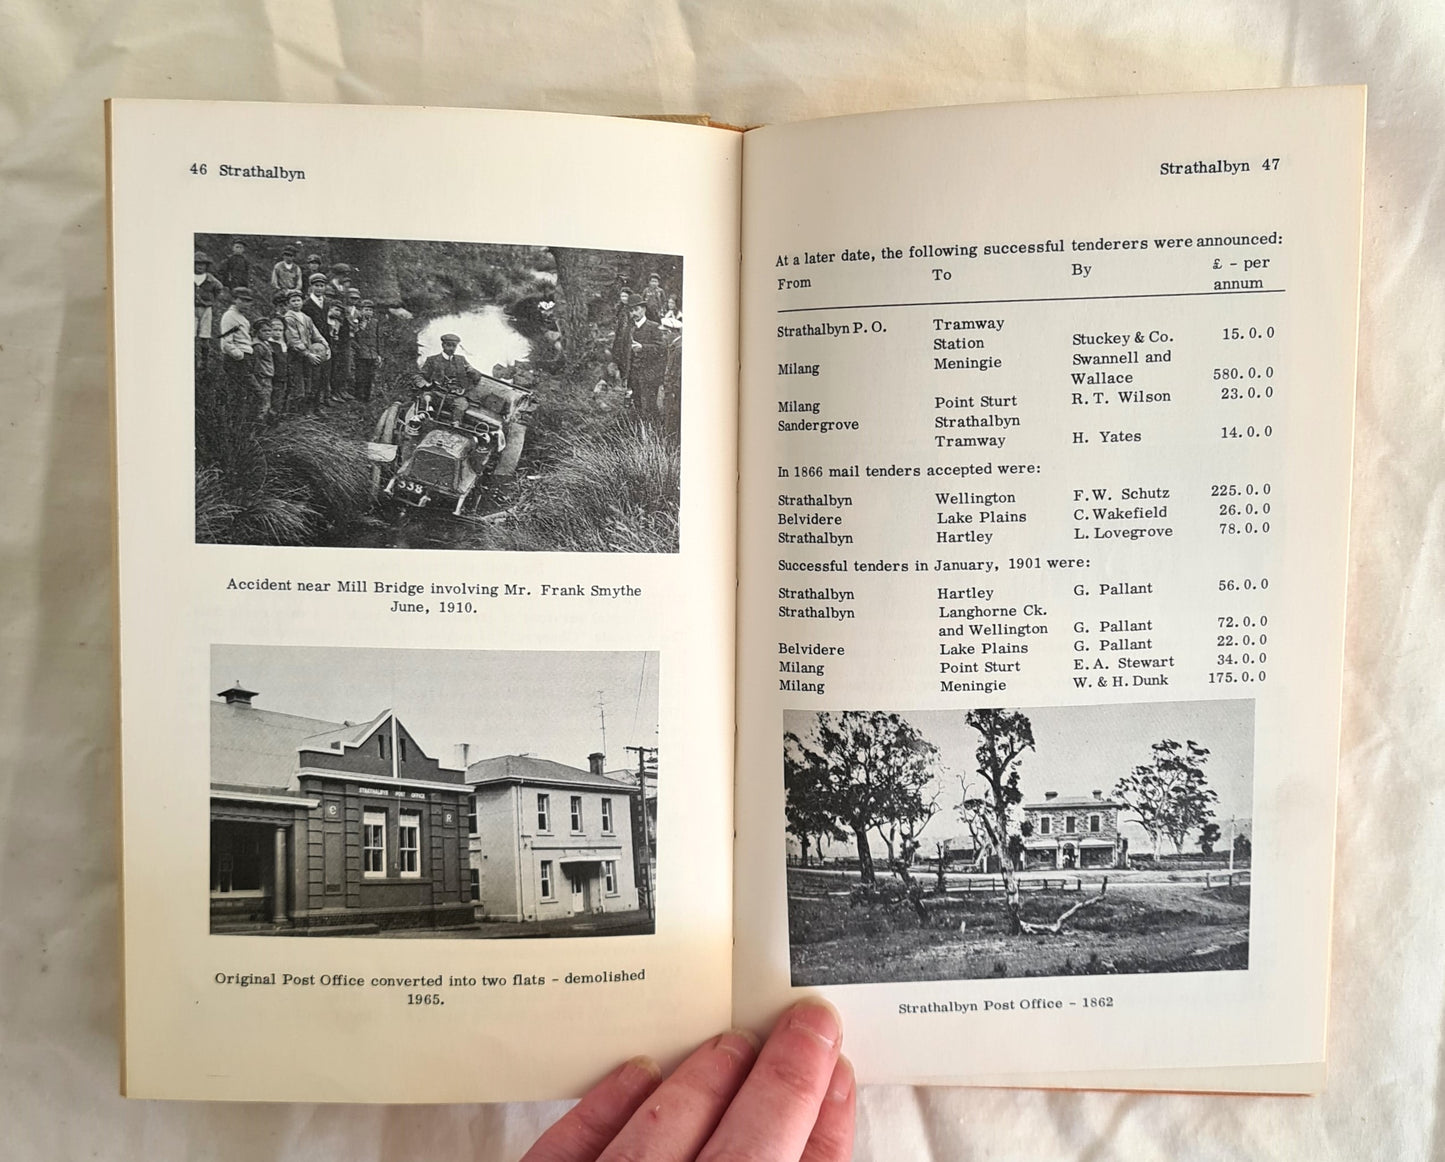 46 Strathalbyn
338
Accident near Mill Bridge involving Mr. Frank Smythe
June, 1910.
STRATHALBYN POST OFFICE
E R
Original Post Office converted into two flats - demolished
1965.
Strathalbyn 47
At a later date, the following successful tenderers were announced:
From To By £ - per
annum
Strathalbyn P. O. Tramway
Station Stuckey & Co. 15. 0. 0
Milang Meningie Swannell and
Wallace 580. 0. 0
Milang Point Sturt R. T. Wilson 23. 0. 0
Sandergrove Strathalbyn
Tramway H. Yates 14. 0. 0
In 1866 mail tenders accepted were:
Strathalbyn Wellington F. W. Schutz 225. 0. 0
Belvidere Lake Plains C. Wakefield 26. 0. 0
Strathalbyn Hartley L. Lovegrove 78. 0. 0
Successful tenders in January, 1901 were:
Strathalbyn Hartley G. Pallant 56. 0. 0
Strathalbyn Langhorne Ck.
and Wellington G. Pallant 72. 0. 0
Belvidere Lake Plains G. Pallant 22. 0. 0
Milang Point Sturt E. A. Stewart 34. 0. 0
Milang Meningie W. & H. Dunk 175. 0. 0
Strathalbyn Post Office - 1862